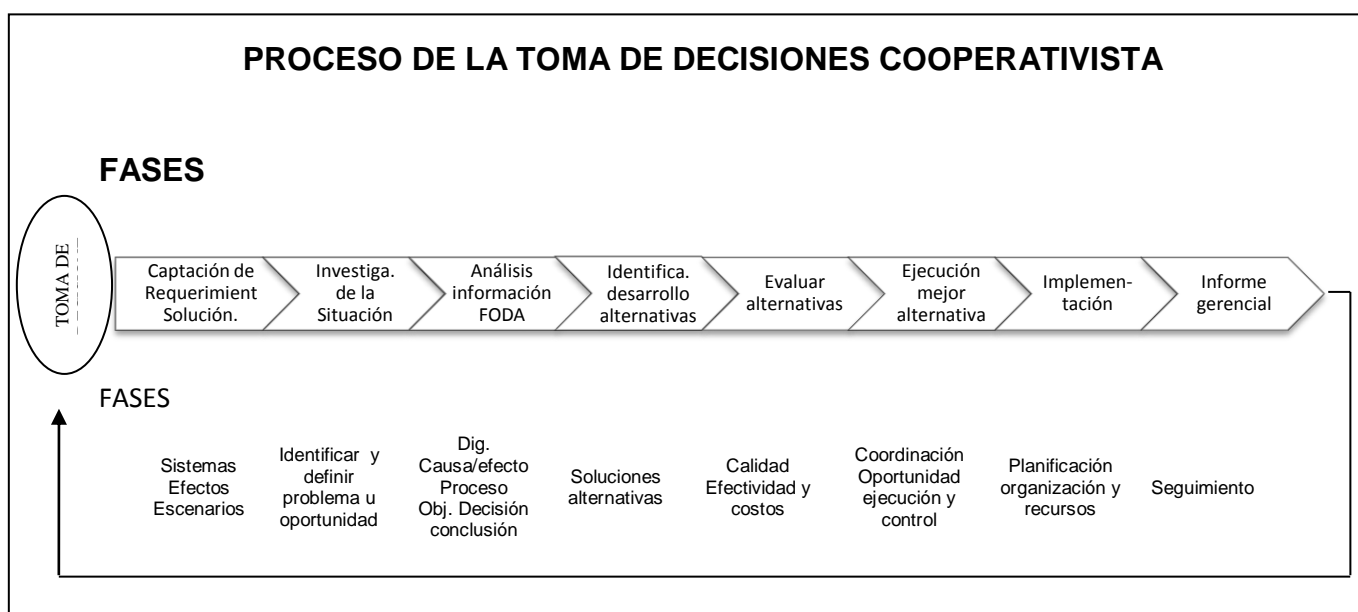 PROCESO DE LA TOMA DE DECISIONES COOPERATIVISTA
FASES
TOMA DE
Captación de
Requerimient
Solución.
Investiga.
de la
Situación
Análisis
información
FODA
Identifica.
desarrollo
alternativas
Evaluar
alternativas
Ejecución
mejor
alternativa
Implemen-
tación
Informe
gerencial
FASES
Sistemas
Efectos
Escenarios
Identificar y
definir
problema u
oportunidad
Dig.
Causa/efecto
Proceso
Obj. Decisión
conclusión
Soluciones
alternativas
Calidad
Efectividad y
costos
Coordinación
Oportunidad
ejecución y
control
Planificación
organización y
recursos
Seguimiento